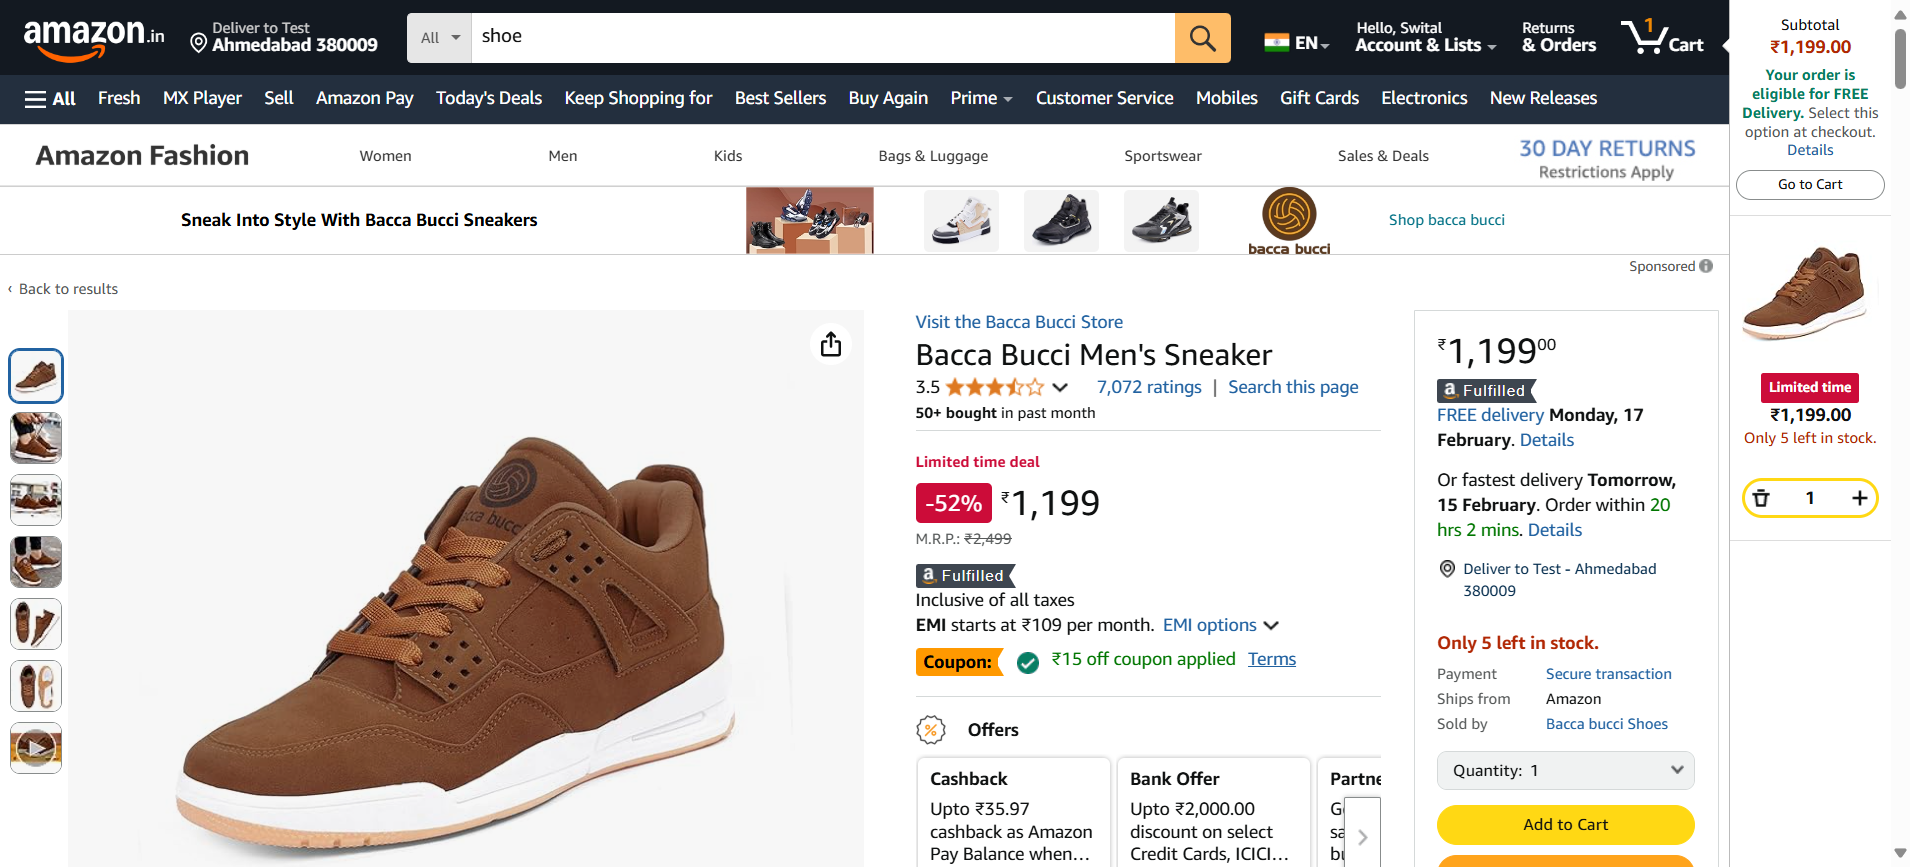 amazon.in
Deliver to Test
Ahmedabad 380009
All
shoe
EN
Hello, Swital
Account & Lists
Returns
& Orders
1
Cart
All
Fresh
MX Player
Sell
Amazon Pay
Today's Deals
Keep Shopping for
Best Sellers
Buy Again
Prime
Customer Service
Mobiles
Gift Cards
Electronics
New Releases
Amazon Fashion
Women
Men
Kids
Bags & Luggage
Sportswear
Sales & Deals
30 DAY RETURNS
Restrictions Apply
Sneak Into Style With Bacca Bucci Sneakers
bacca bucci
Shop bacca bucci
Sponsored
‹ Back to results
bacca bucci
Visit the Bacca Bucci Store
Bacca Bucci Men's Sneaker
3.5
7,072 ratings | Search this page
50+ bought in past month
Limited time deal
-52% ₹1,199
M.R.P.: ₹2,499
a Fulfilled
Inclusive of all taxes
EMI starts at ₹109 per month. EMI options
Coupon: ₹15 off coupon applied Terms
% Offers
Cashback
Upto ₹35.97
cashback as Amazon
Pay Balance when…
Bank Offer
Upto ₹2,000.00
discount on select
Credit Cards, ICICI…
Partne
G
sa
bu
₹1,19900
a Fulfilled
FREE delivery Monday, 17
February. Details
Or fastest delivery Tomorrow,
15 February. Order within 20
hrs 2 mins. Details
Deliver to Test - Ahmedabad
380009
Only 5 left in stock.
Payment Secure transaction
Ships from Amazon
Sold by Bacca bucci Shoes
Quantity: 1
Add to Cart
Subtotal
₹1,199.00
Your order is
eligible for FREE
Delivery. Select this
option at checkout.
Details
Go to Cart
Limited time
₹1,199.00
Only 5 left in stock.
1